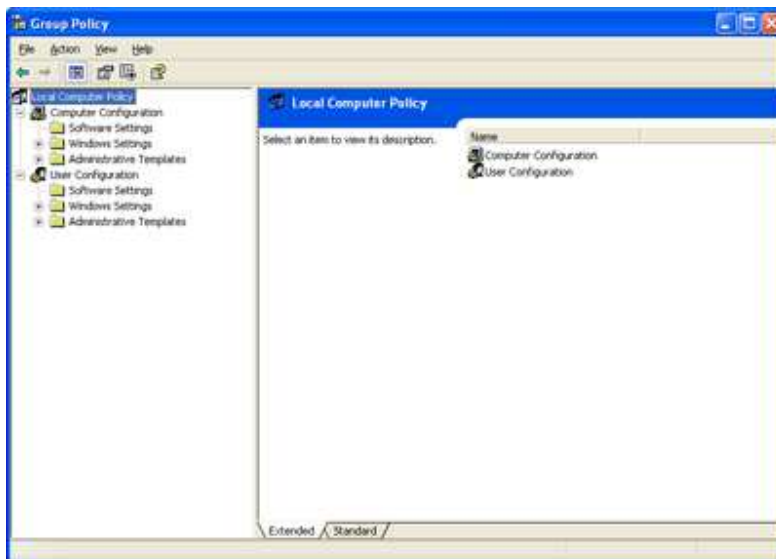 Group Policy
File Action View Help
Local Computer Policy
Computer Configuration
Software Settings
Windows Settings
Administrative Templates
User Configuration
Software Settings
Windows Settings
Administrative Templates
Local Computer Policy
Select an item to view its description.
Name
Computer Configuration
User Configuration
Extended Standard